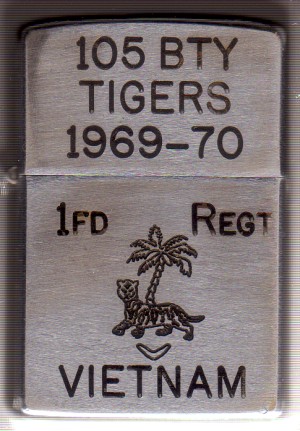 105 BTY
TIGERS
1969-70
1FD REGT
VIETNAM